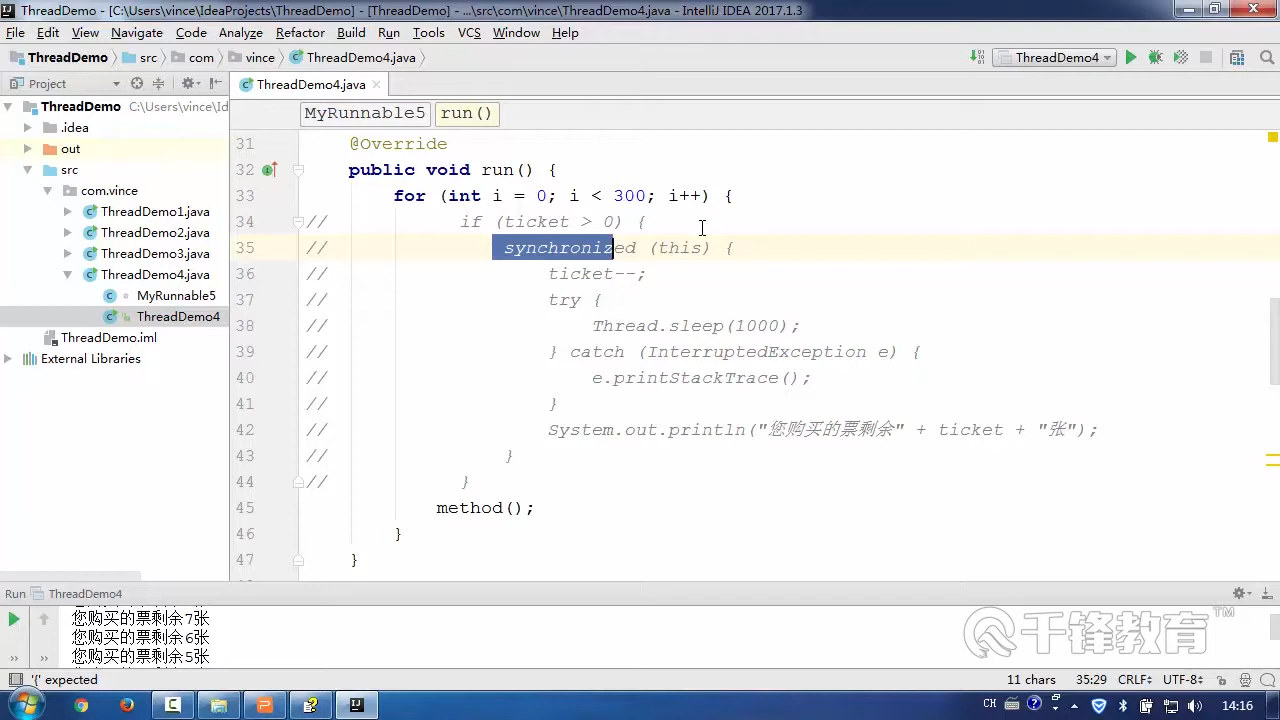 ThreadDemo - [C:\Users\vince\IdeaProjects\ThreadDemo] - [ThreadDemo] - ...\src\com\vince\ThreadDemo4.java - IntelliJ IDEA 2017.1.3
File Edit View Navigate Code Analyze Refactor Build Run Tools VCS Window Help
ThreadDemo src com vince ThreadDemo4.java ThreadDemo4
Project ThreadDemo4.java
ThreadDemo C:\Users\vince\Id
MyRunnable5 run()
.idea
out
src
com.vince
ThreadDemo1.java
ThreadDemo2.java
ThreadDemo3.java
ThreadDemo4.java
MyRunnable5
ThreadDemo4
ThreadDemo.iml
External Libraries
31 @Override
32 public void run() {
33 for (int i = 0; i < 300; i++) {
34 // if (ticket > 0) {
35 // synchronized (this) {
36 // ticket--;
37 // try {
38 // Thread.sleep(1000);
39 // } catch (InterruptedException e) {
40 // e.printStackTrace();
41 // }
42 // System.out.println("您购买的票剩余" + ticket + "张");
43 // }
44 // }
45 method();
46 }
47 }
Run ThreadDemo4
您购买的票剩余7张
您购买的票剩余6张
您购买的票剩余5张
千锋教育™
'(' expected 11 chars 35:29 CRLF UTF-8
CH 14:16